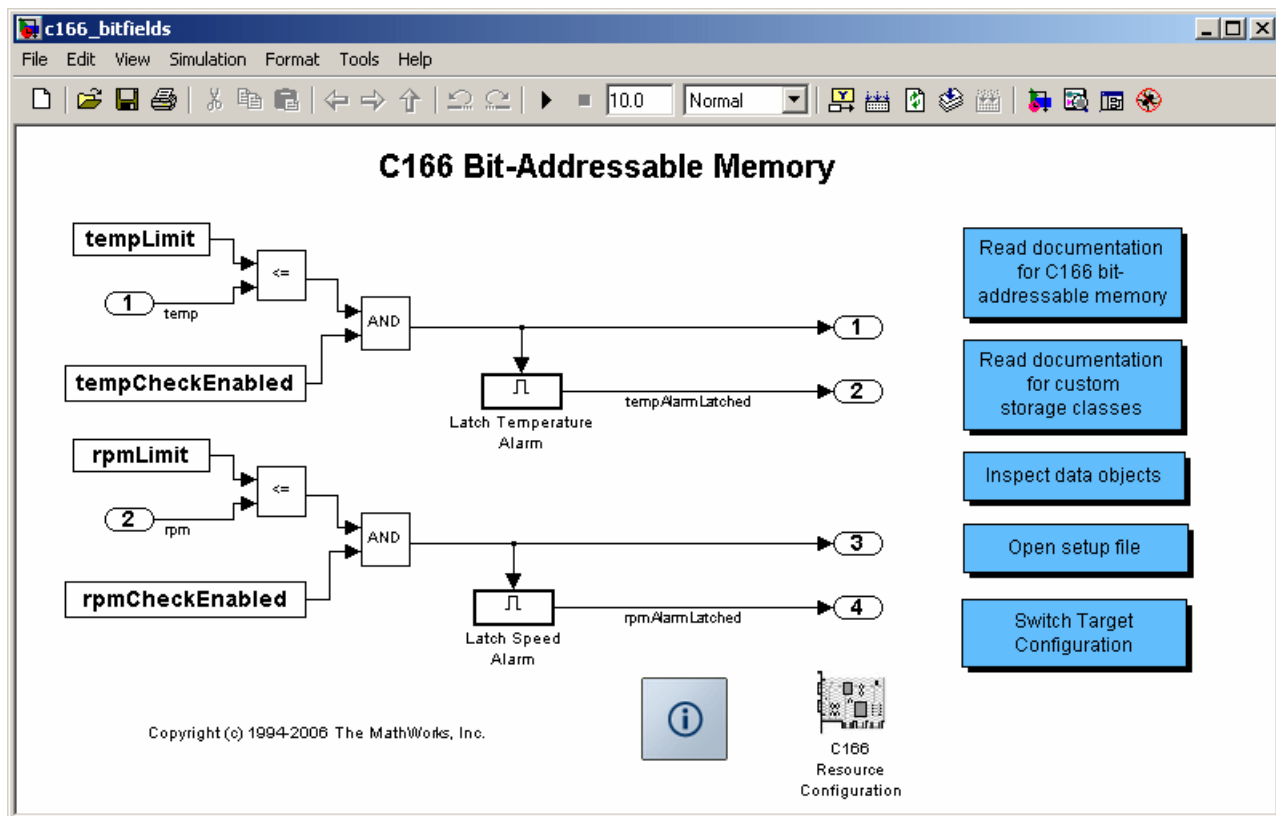 c166_bitfields
File Edit View Simulation Format Tools Help
10.0 Normal
C166 Bit-Addressable Memory
tempLimit
<=
1
temp
AND
1
tempCheckEnabled
2
tempAlarmLatched
Latch Temperature
Alarm
rpmLimit
<=
2
rpm
AND
3
rpmCheckEnabled
4
rpmAlarmLatched
Latch Speed
Alarm
Read documentation
for C166 bit-
addressable memory
Read documentation
for custom
storage classes
Inspect data objects
Open setup file
Switch Target
Configuration
Copyright (c) 1994-2006 The MathWorks, Inc.
i
C166
Resource
Configuration